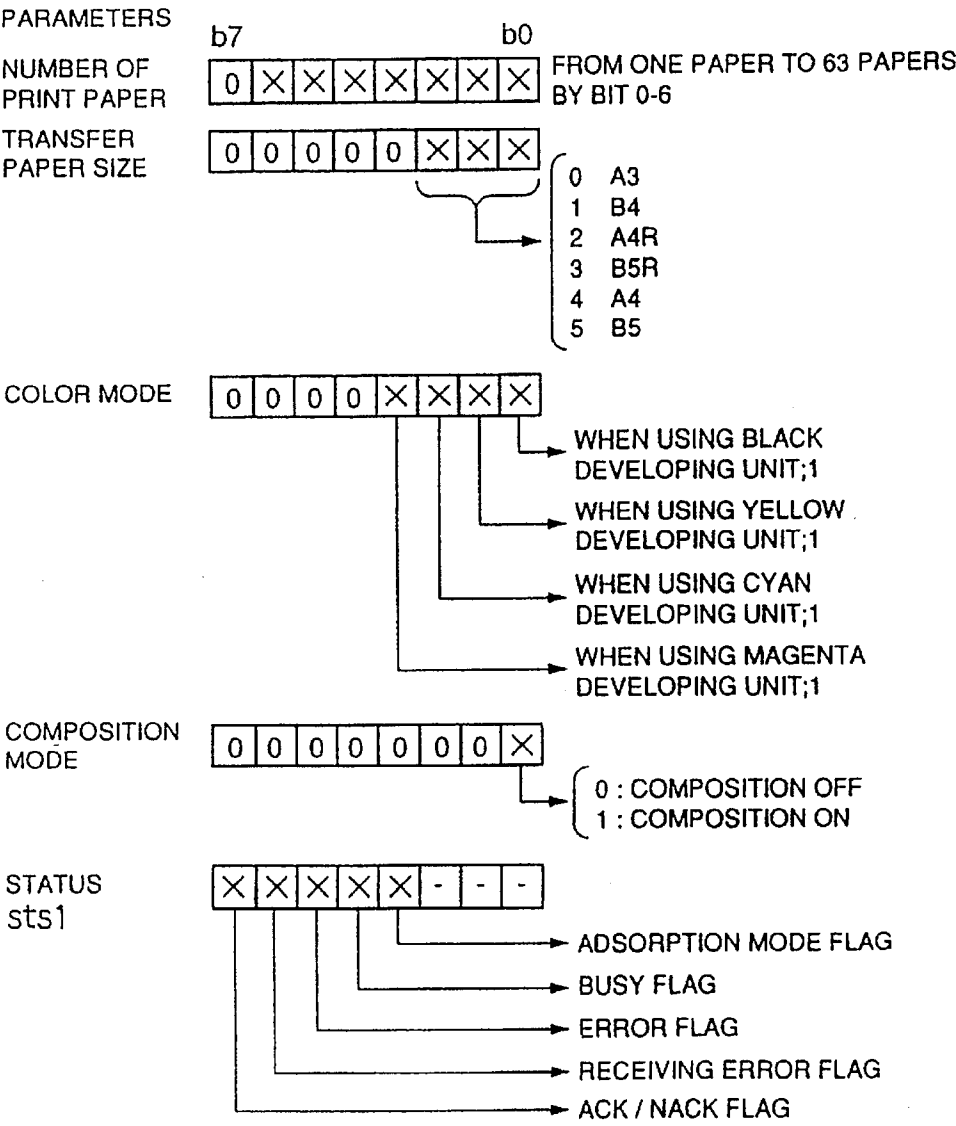 PARAMETERS
b7 b0
NUMBER OF
PRINT PAPER
0 X X X X X X X
FROM ONE PAPER TO 63 PAPERS
BY BIT 0-6
TRANSFER
PAPER SIZE
0 0 0 0 0 X X X
0 A3
1 B4
2 A4R
3 B5R
4 A4
5 B5
COLOR MODE
0 0 0 0 X X X X
WHEN USING BLACK
DEVELOPING UNIT;1
WHEN USING YELLOW
DEVELOPING UNIT;1
WHEN USING CYAN
DEVELOPING UNIT;1
WHEN USING MAGENTA
DEVELOPING UNIT;1
COMPOSITION
MODE
0 0 0 0 0 0 0 X
0 : COMPOSITION OFF
1 : COMPOSITION ON
STATUS
sts1
X X X X X - - -
ADSORPTION MODE FLAG
BUSY FLAG
ERROR FLAG
RECEIVING ERROR FLAG
ACK / NACK FLAG